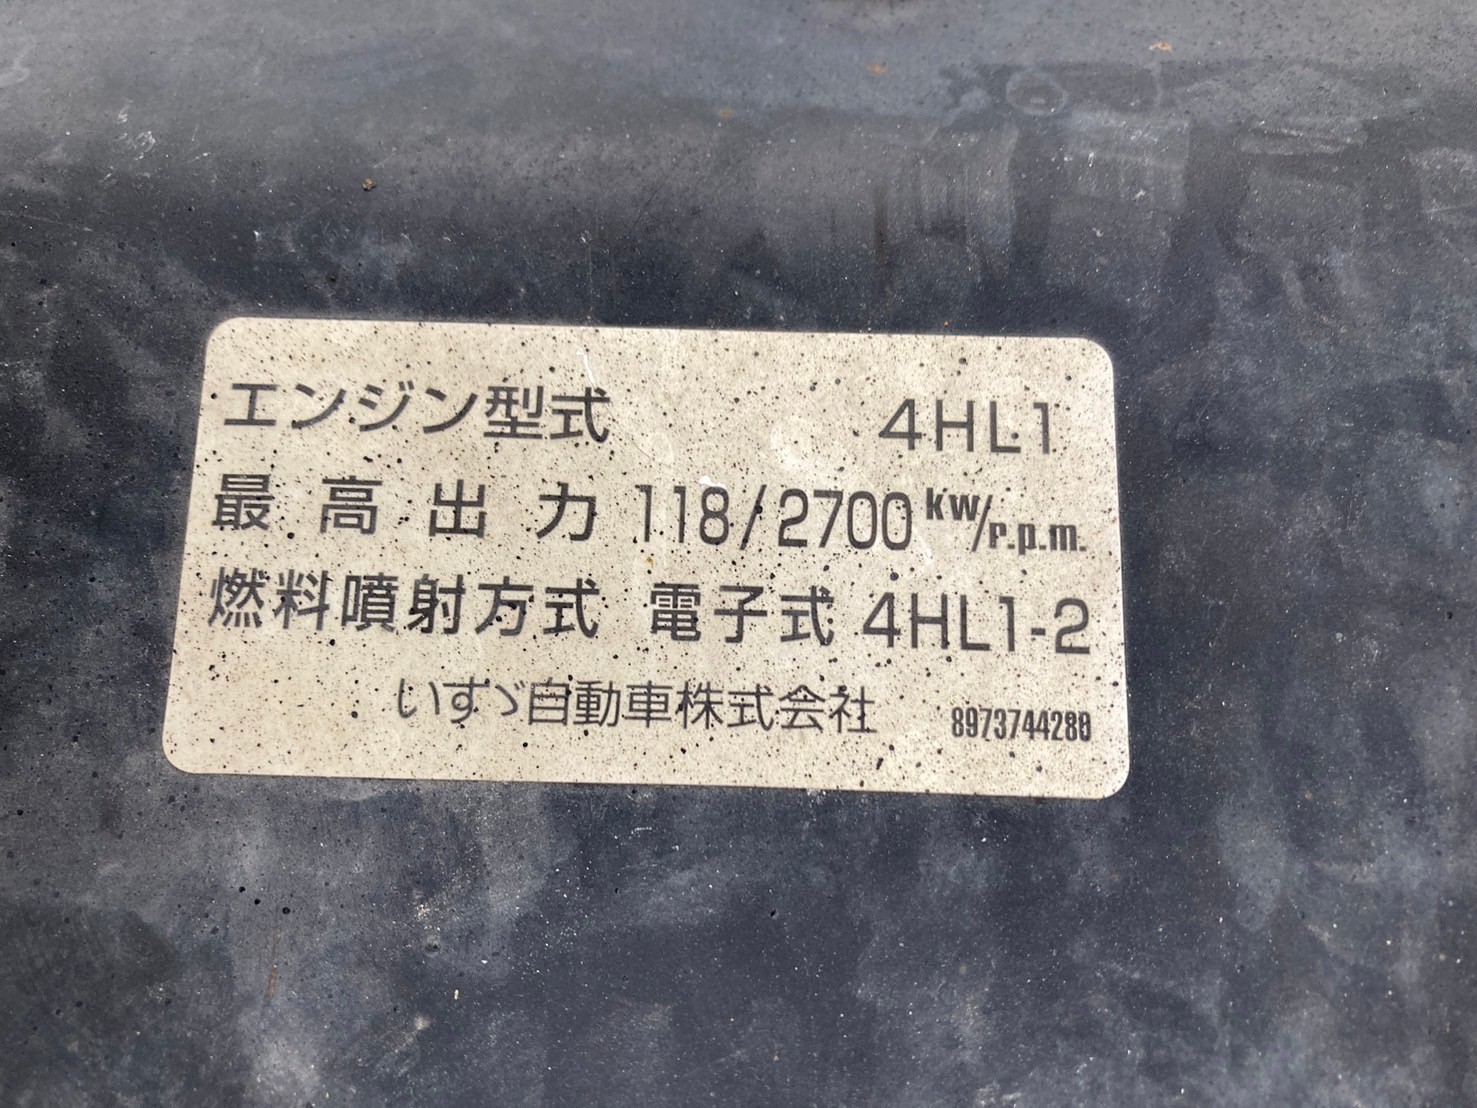 エンジン型式 4HL1
最高出力 118/2700 kW/r.p.m.
燃料噴射方式 電子式 4HL1-2
いすゞ自動車株式会社 8973744280